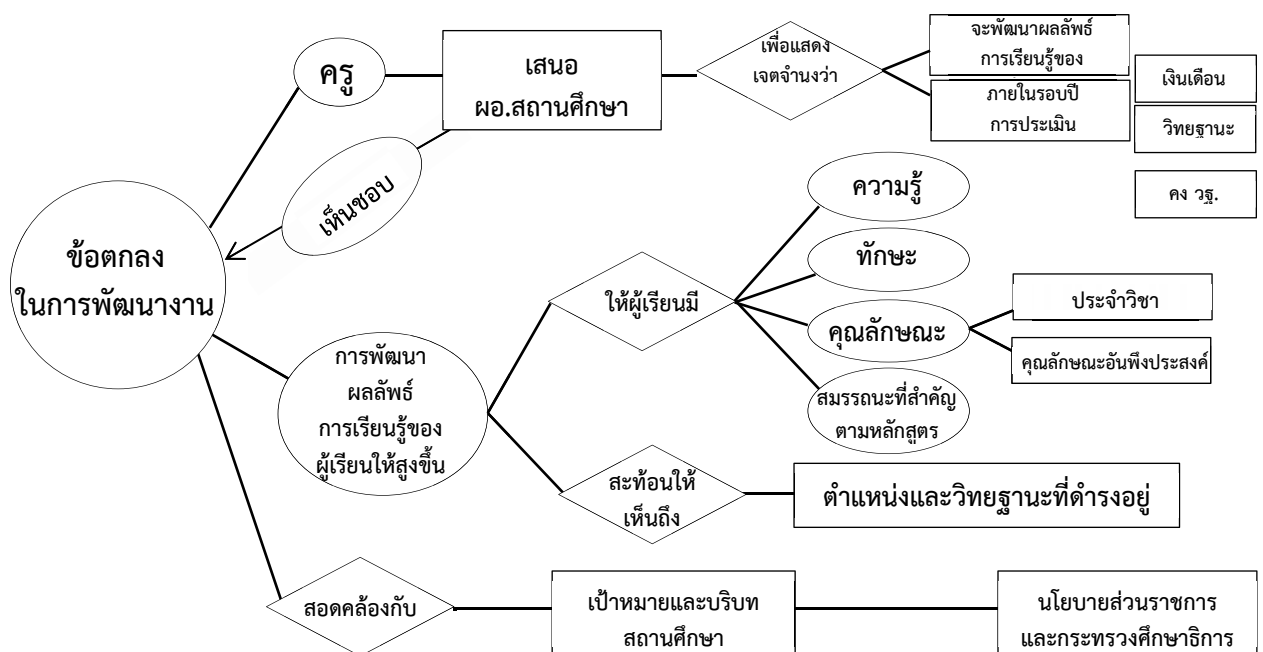 ครู
เสนอ
ผอ.สถานศึกษา
เพื่อแสดง
เจตจำนงว่า
จะพัฒนาผลลัพธ์
การเรียนรู้ของ
ภายในรอบปี
การประเมิน
เงินเดือน
วิทยฐานะ
คง วฐ.
เห็นชอบ
ข้อตกลง
ในการพัฒนางาน
การพัฒนา
ผลลัพธ์
การเรียนรู้ของ
ผู้เรียนให้สูงขึ้น
ให้ผู้เรียนมี
ความรู้
ทักษะ
คุณลักษณะ
ประจำวิชา
คุณลักษณะอันพึงประสงค์
สมรรถนะที่สำคัญ
ตามหลักสูตร
สะท้อนให้
เห็นถึง
ตำแหน่งและวิทยฐานะที่ดำรงอยู่
สอดคล้องกับ
เป้าหมายและบริบท
สถานศึกษา
นโยบายส่วนราชการ
และกระทรวงศึกษาธิการ